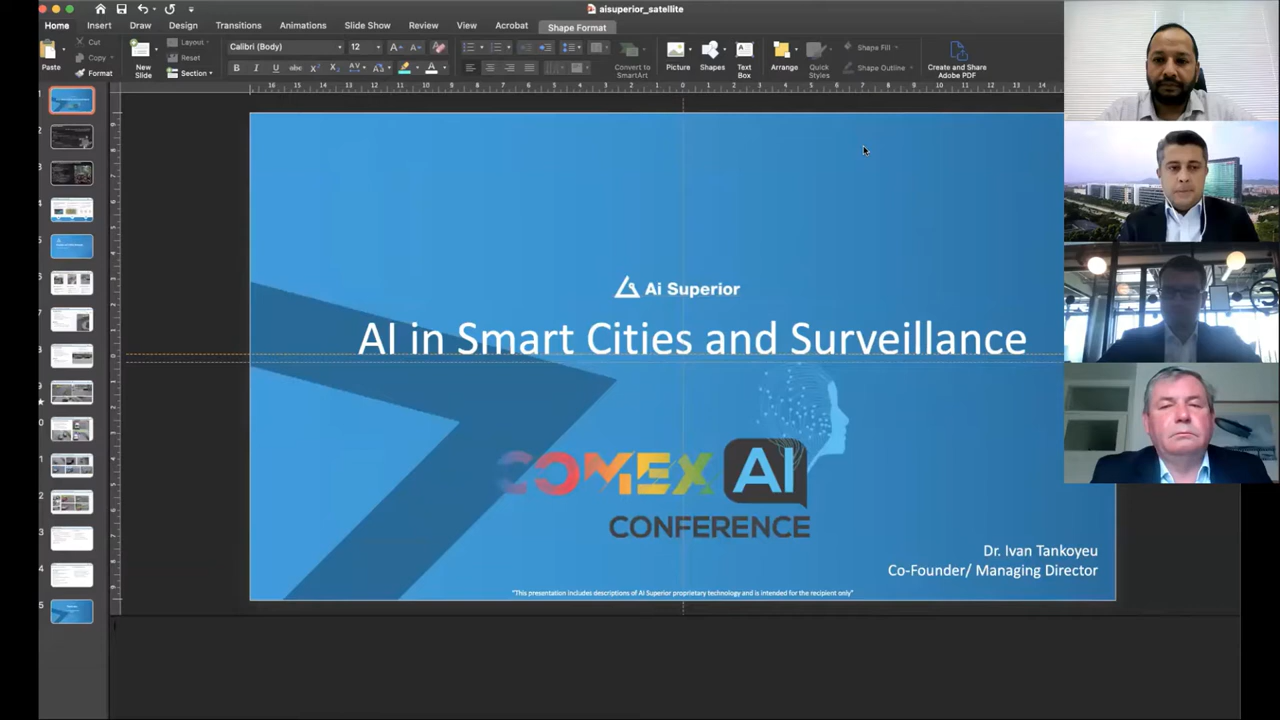 aisuperior_satellite
Home Insert Draw Design Transitions Animations Slide Show Review View Acrobat Shape Format
Paste
Cut
Copy
Format
New
Slide
Layout
Reset
Section
Calibri (Body) 12
Convert to
SmartArt
Picture
Shapes
Text
Box
Arrange
Quick
Styles
Shape Fill
Shape Outline
Create and Share
Adobe PDF
Ai Superior
AI in Smart Cities and Surveillance
COMEX AI
CONFERENCE
Dr. Ivan Tankoyeu
Co-Founder/ Managing Director
"This presentation includes descriptions of AI Superior proprietary technology and is intended for the recipient only"